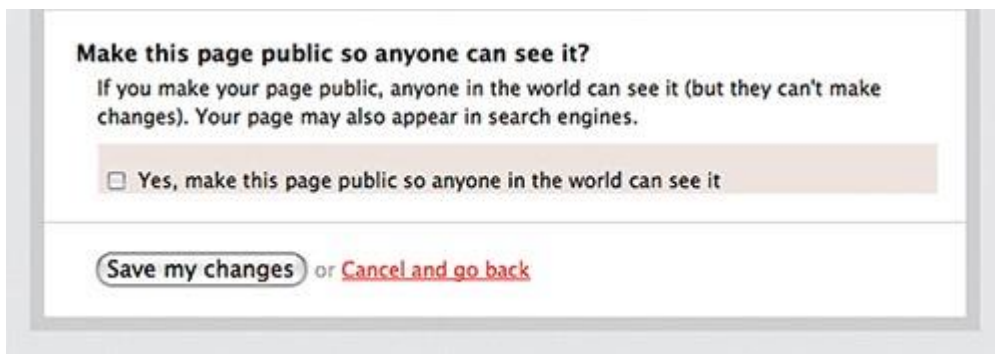 Make this page public so anyone can see it?
If you make your page public, anyone in the world can see it (but they can't make
changes). Your page may also appear in search engines.
Yes, make this page public so anyone in the world can see it
Save my changes or Cancel and go back